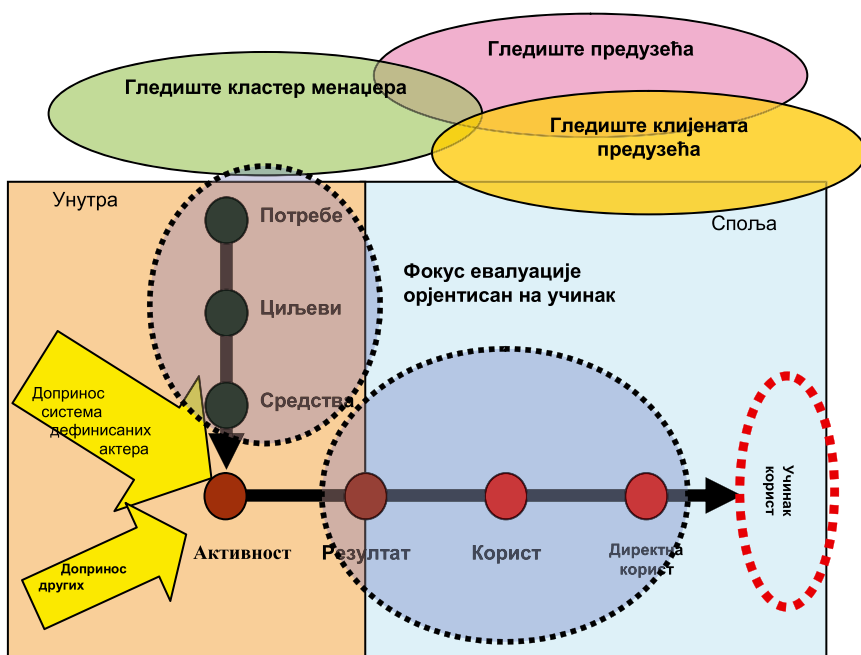 Гледиште предузећа
Гледиште кластер менаџера
Гледиште клијената
предузећа
Унутра
Споља
Потребе
Фокус евалуације
орјентисан на учинак
Циљеви
Средства
Допринос
система
дефинисаних
актера
Учинак
корист
Активност
Резултат
Корист
Директна
корист
Допринос
других